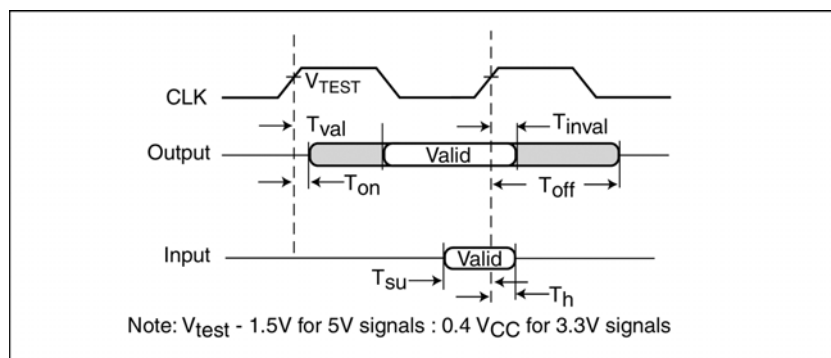 VTEST
CLK
Tval
Tinval
Output
Valid
Ton
Toff
Input
Valid
Tsu
Th
Note: Vtest - 1.5V for 5V signals : 0.4 VCC for 3.3V signals